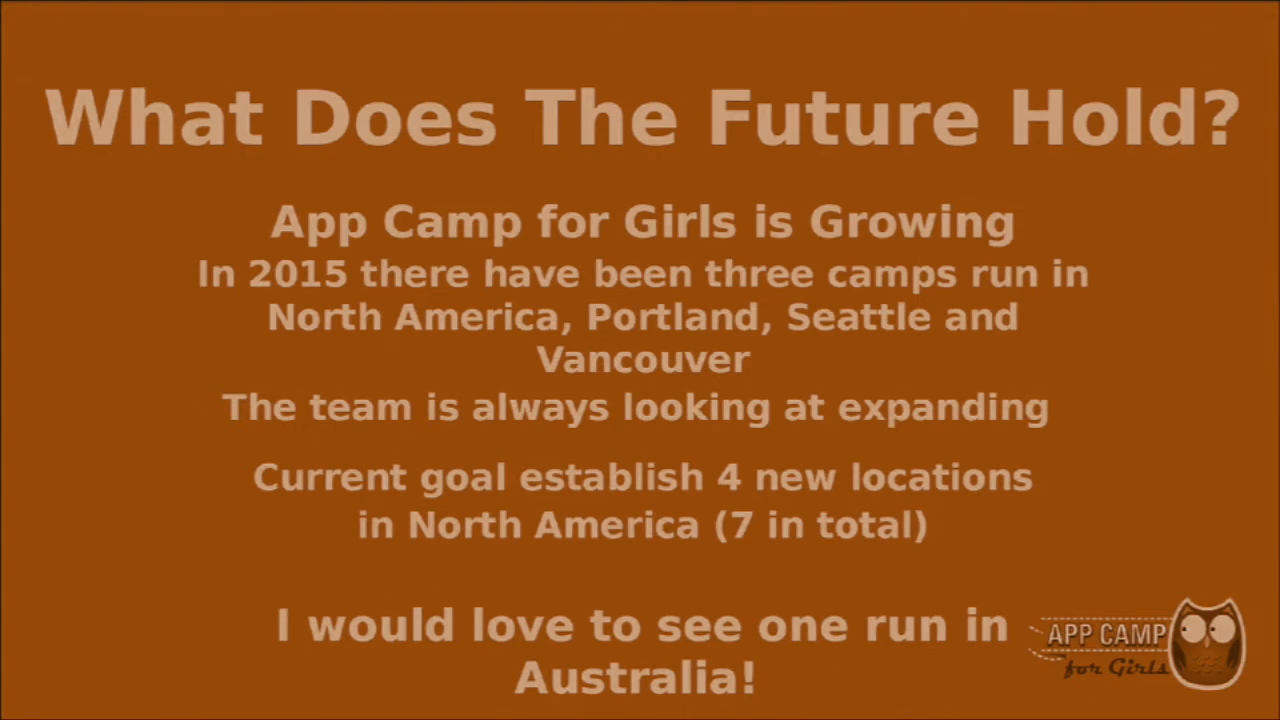 What Does The Future Hold?
App Camp for Girls is Growing
In 2015 there have been three camps run in
North America, Portland, Seattle and
Vancouver
The team is always looking at expanding
Current goal establish 4 new locations
in North America (7 in total)
I would love to see one run in
Australia!
APP CAMP
for Girls